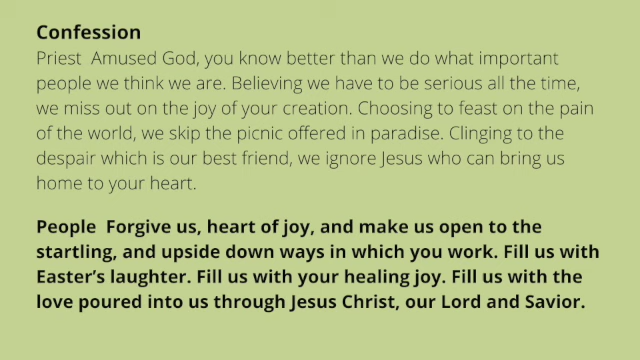 Confession
Priest  Amused God, you know better than we do what important
people we think we are. Believing we have to be serious all the time,
we miss out on the joy of your creation. Choosing to feast on the pain
of the world, we skip the picnic offered in paradise. Clinging to the
despair which is our best friend, we ignore Jesus who can bring us
home to your heart.
People  Forgive us, heart of joy, and make us open to the
startling, and upside down ways in which you work. Fill us with
Easter’s laughter. Fill us with your healing joy. Fill us with the
love poured into us through Jesus Christ, our Lord and Savior.